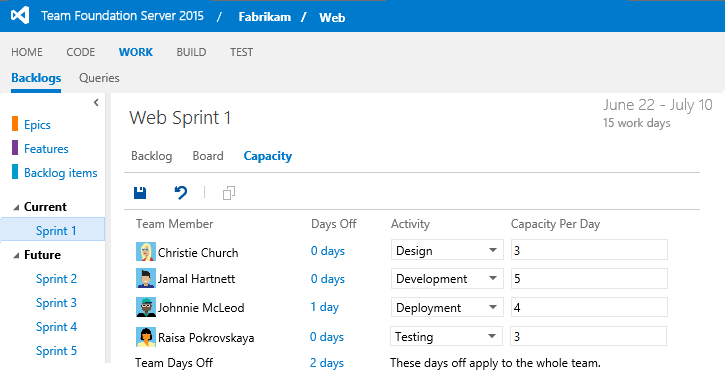 Team Foundation Server 2015 / Fabrikam / Web
HOME CODE WORK BUILD TEST
Backlogs Queries
Epics
Features
Backlog items
Current
Sprint 1
Future
Sprint 2
Sprint 3
Sprint 4
Sprint 5
Web Sprint 1
June 22 - July 10
15 work days
Backlog Board Capacity
Team Member Days Off Activity Capacity Per Day
Christie Church 0 days Design 3
Jamal Hartnett 0 days Development 5
Johnnie McLeod 1 day Deployment 4
Raisa Pokrovskaya 0 days Testing 3
Team Days Off 2 days These days off apply to the whole team.